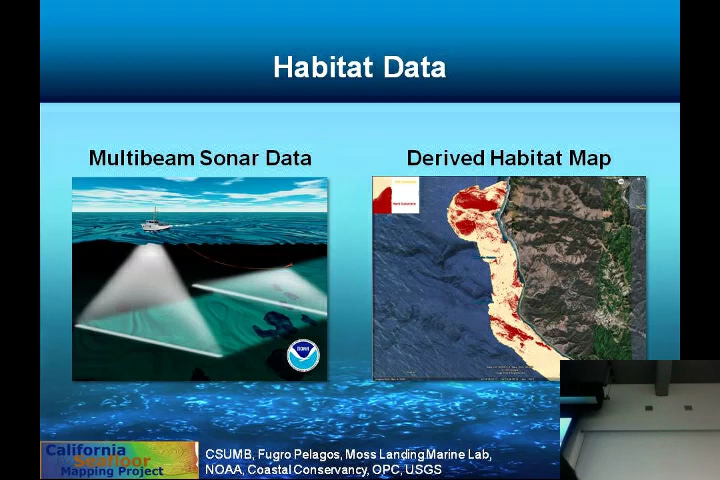 Habitat Data
Multibeam Sonar Data
Derived Habitat Map
NOAA
California
Seafloor
Mapping Project
CSUMB, Fugro Pelagos, Moss Landing Marine Lab,
NOAA, Coastal Conservancy, OPC, USGS